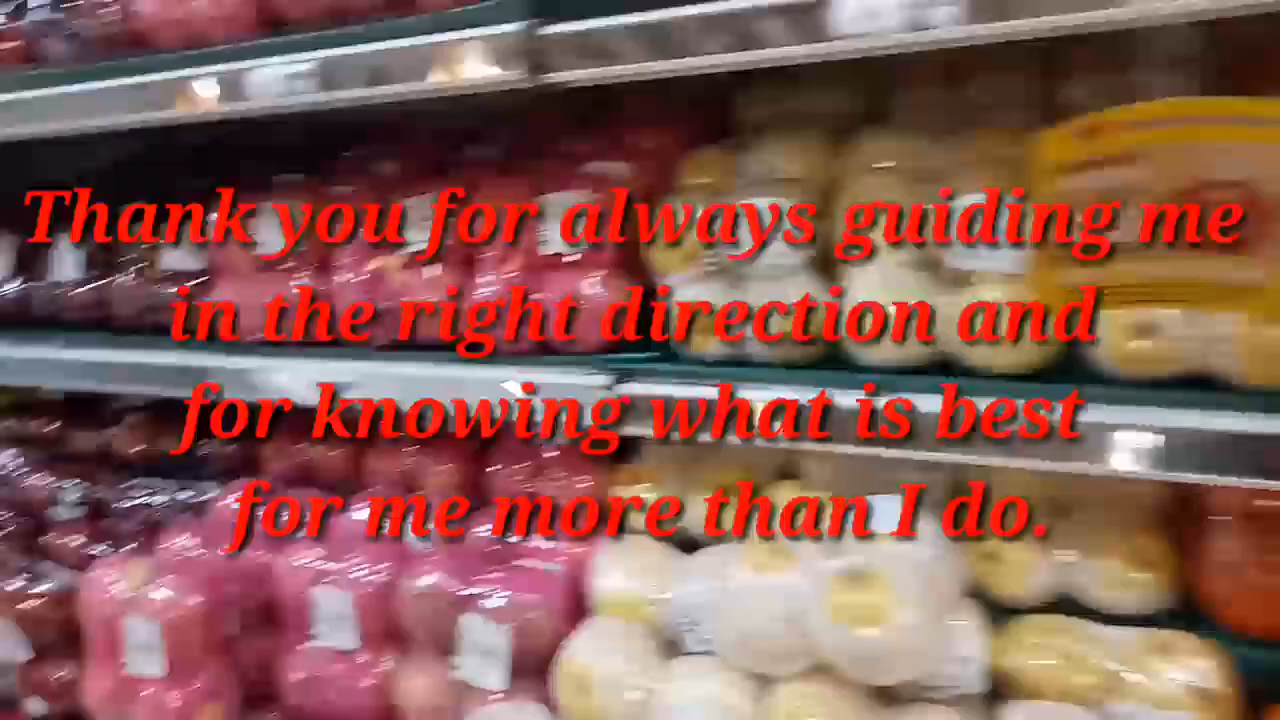 Thank you for always guiding me
in the right direction and
for knowing what is best
for me more than I do.